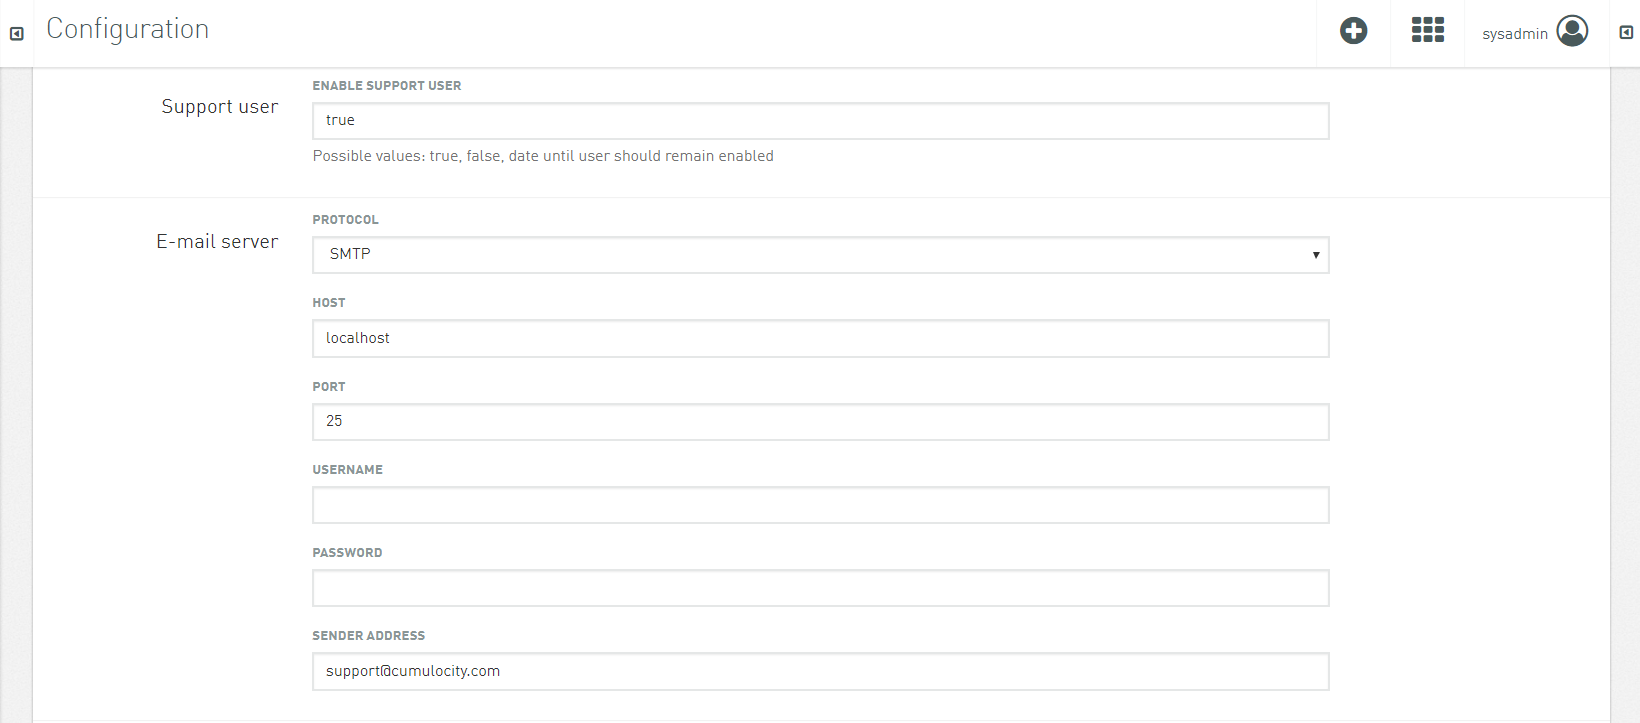 Configuration
sysadmin
Support user
ENABLE SUPPORT USER
true
Possible values: true, false, date until user should remain enabled
E-mail server
PROTOCOL
SMTP
HOST
localhost
PORT
25
USERNAME
PASSWORD
SENDER ADDRESS
support@cumulocity.com